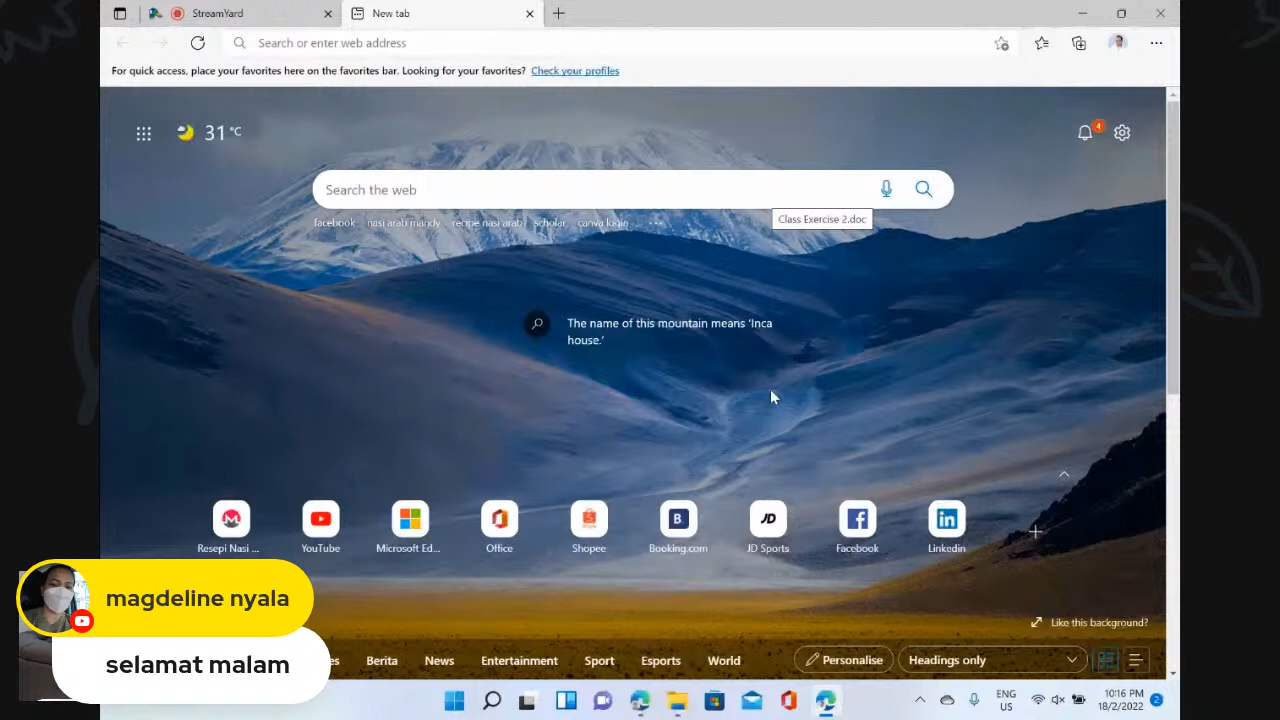 StreamYard
New tab
Search or enter web address
For quick access, place your favorites here on the favorites bar. Looking for your favorites? Check your profiles
31 °C
4
Search the web
facebook nasi arab mandy recipe nasi arab scholar canva login ...
Class Exercise 2.doc
The name of this mountain means 'Inca
house.'
Resepi Nasi ...
YouTube
Microsoft Ed...
Office
B.
Shopee
Booking.com
JD
JD Sports
Facebook
in
Linkedin
Like this background?
magdeline nyala
selamat malam
Berita News Entertainment Sport Esports World
Personalise
Headings only
ENG
US
10:16 PM
18/2/2022
2